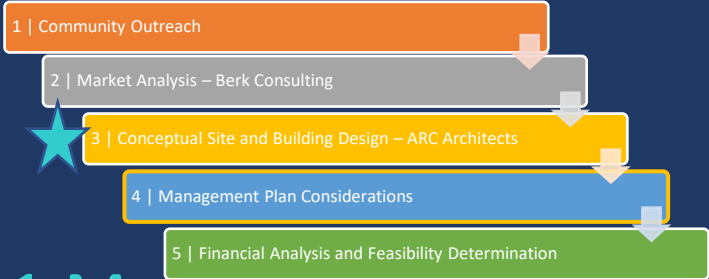 1 | Community Outreach
2 | Market Analysis – Berk Consulting
3 | Conceptual Site and Building Design – ARC Architects
4 | Management Plan Considerations
5 | Financial Analysis and Feasibility Determination